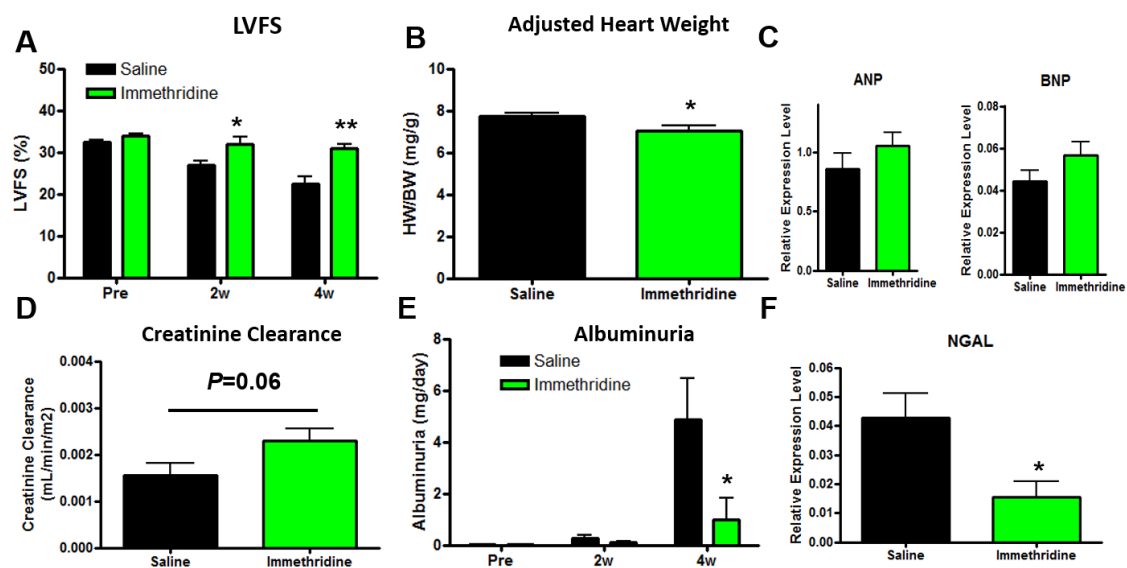 A
LVFS
LVFS (%)
50
40
30
20
10
0
Saline
Immethridine
*
**
Pre
2w
4w
B
Adjusted Heart Weight
HW/BW (mg/g)
10
8
6
4
2
0
*
Saline
Immethridine
C
ANP
Relative Expression Level
1.0
0.5
0.0
Saline
Immethridine
BNP
Relative Expression Level
0.08
0.06
0.04
0.02
0.00
Saline
Immethridine
D
Creatinine Clearance
Creatinine Clearance
(mL/min/m2)
0.004
0.003
0.002
0.001
0.000
P=0.06
Saline
Immethridine
E
Albuminuria
Albuminuria (mg/day)
8
6
4
2
0
Saline
Immethridine
*
Pre
2w
4w
F
NGAL
Relative Expression Level
0.06
0.05
0.04
0.03
0.02
0.01
0.00
*
Saline
Immethridine